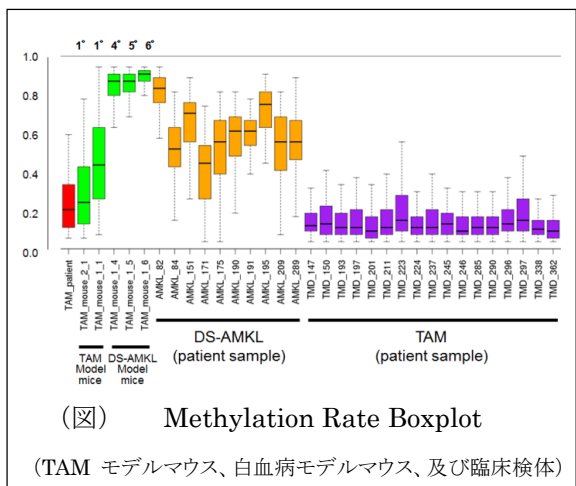 1° 1° 4° 5° 6°
1.0
0.8
0.6
0.4
0.2
0.0
TAM_patient
TAM_mouse_2_1
TAM_mouse_1_1
TAM_mouse_1_4
TAM_mouse_1_5
TAM_mouse_1_6
AMKL_82
AMKL_84
AMKL_151
AMKL_171
AMKL_175
AMKL_190
AMKL_191
AMKL_195
AMKL_209
AMKL_289
TMD_147
TMD_150
TMD_193
TMD_197
TMD_201
TMD_211
TMD_223
TMD_224
TMD_237
TMD_245
TMD_246
TMD_285
TMD_290
TMD_296
TMD_297
TMD_338
TMD_362
TAM
Model
mice
DS-AMKL
Model
mice
DS-AMKL
(patient sample)
TAM
(patient sample)
(図) Methylation Rate Boxplot
(TAM モデルマウス、白血病モデルマウス、及び臨床検体)